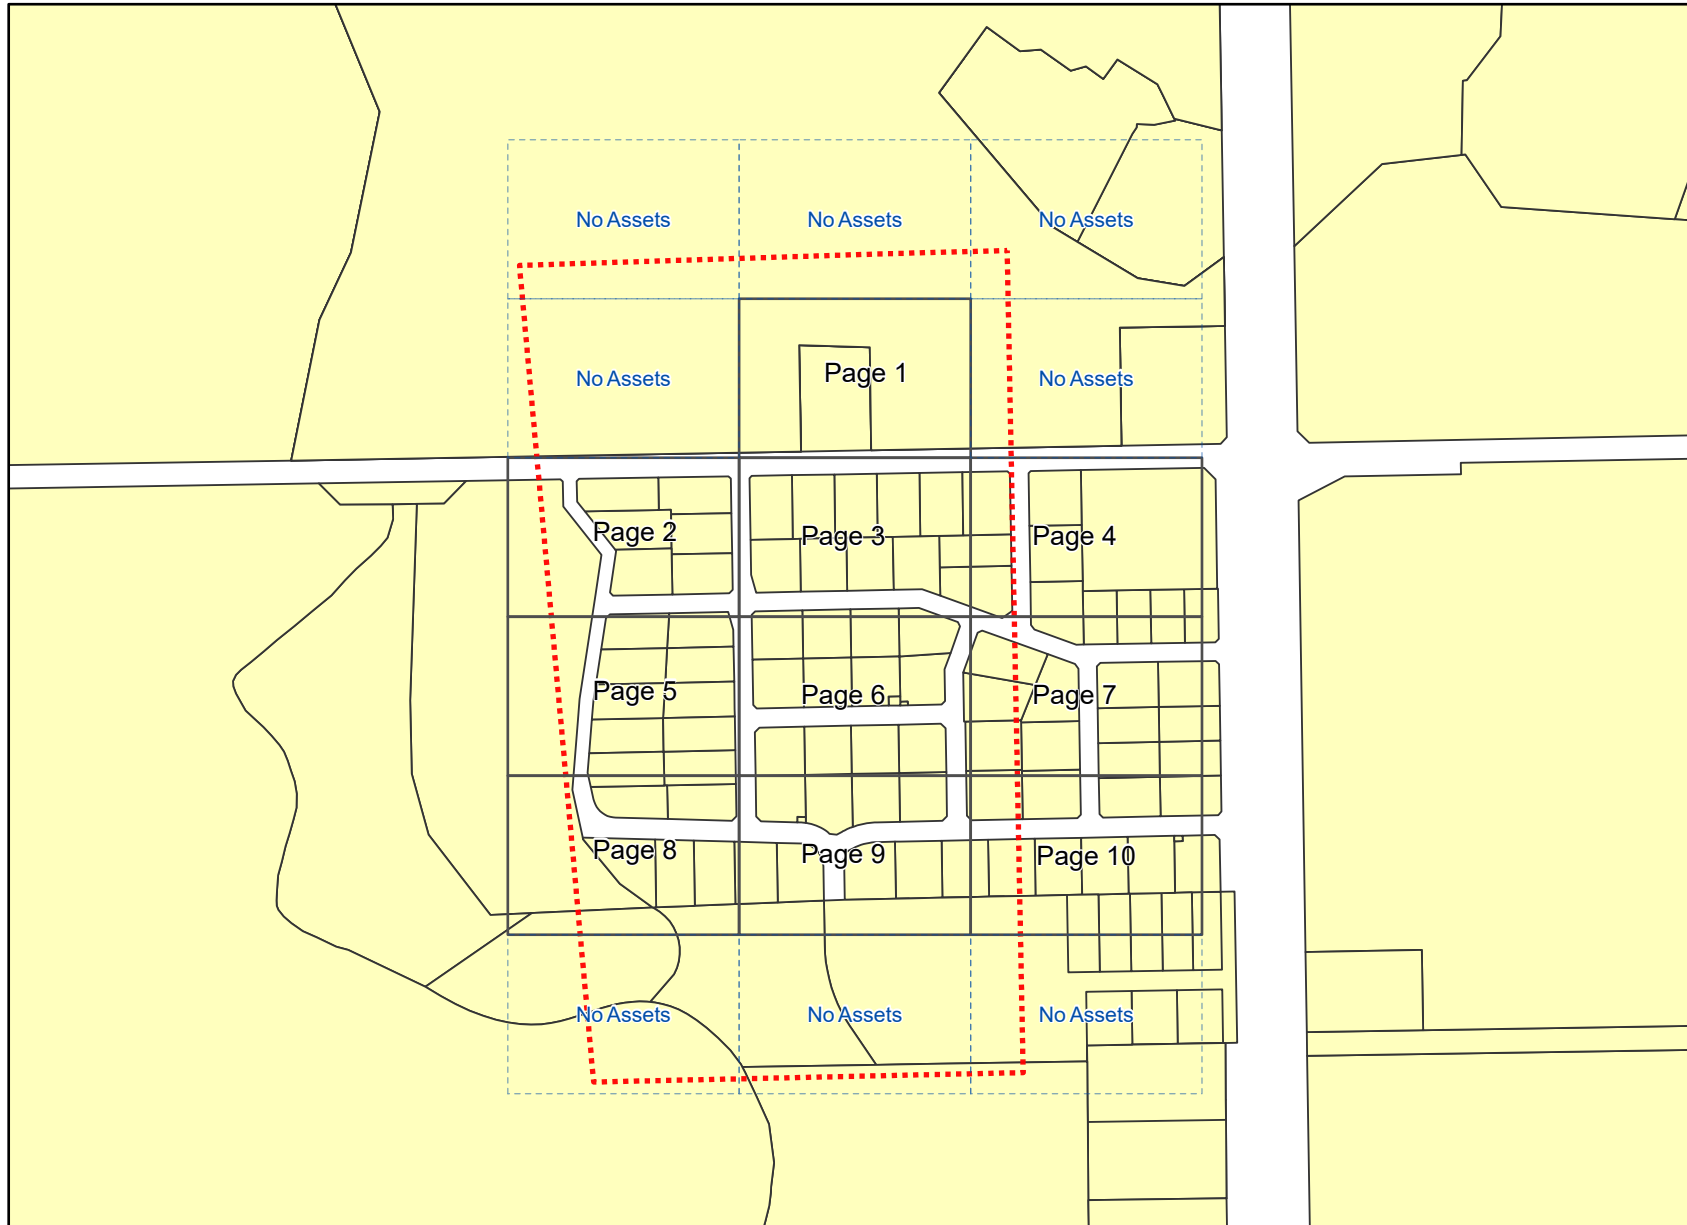 No Assets
No Assets
No Assets
No Assets
Page 1
No Assets
Page 2
Page 3
Page 4
Page 5
Page 6
Page 7
Page 8
Page 9
Page 10
No Assets
No Assets
No Assets